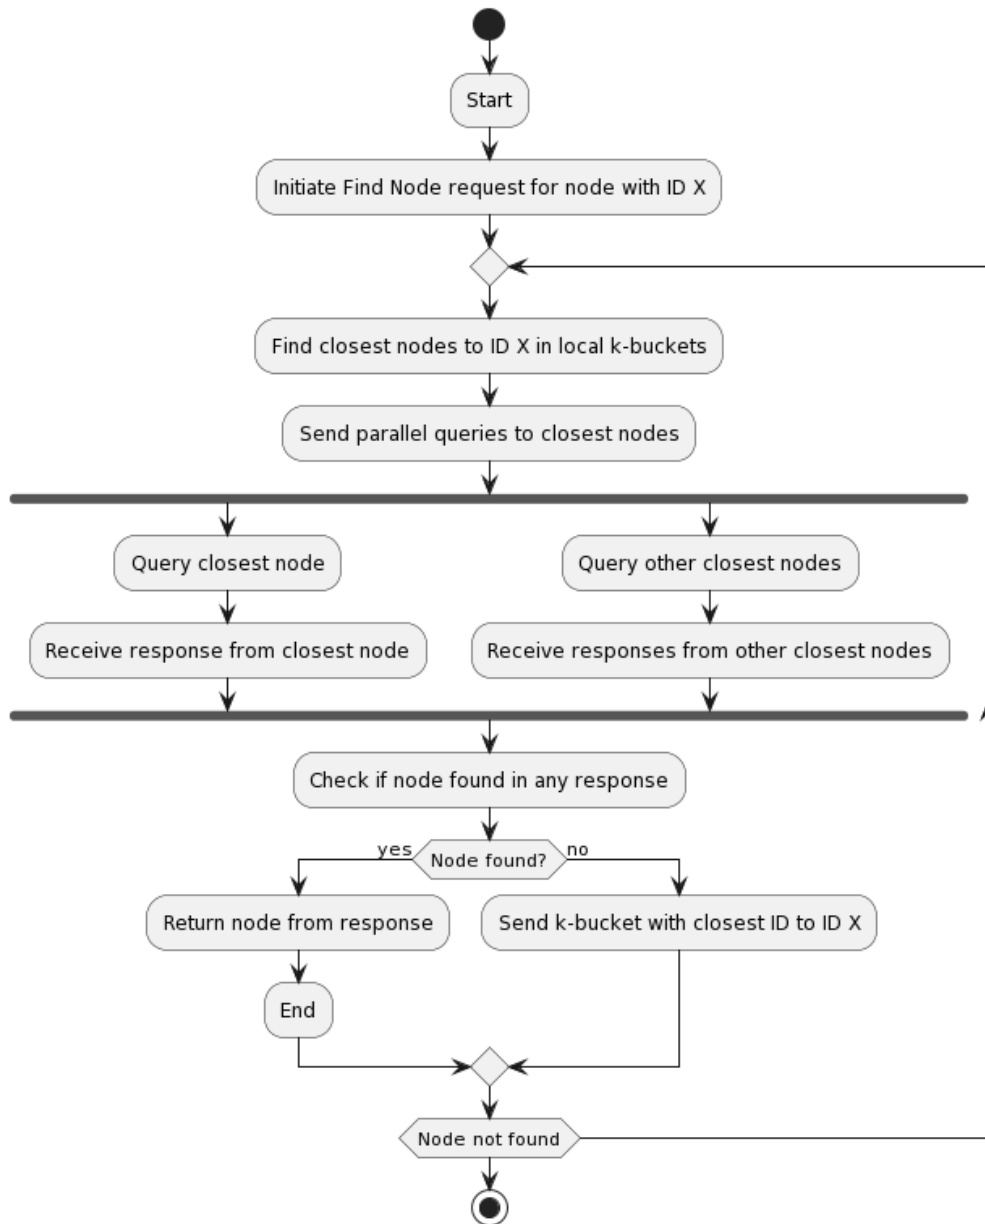 Start
Initiate Find Node request for node with ID X
Find closest nodes to ID X in local k-buckets
Send parallel queries to closest nodes
Query closest node
Query other closest nodes
Receive response from closest node
Receive responses from other closest nodes
Check if node found in any response
yes
Node found?
no
Return node from response
Send k-bucket with closest ID to ID X
End
Node not found